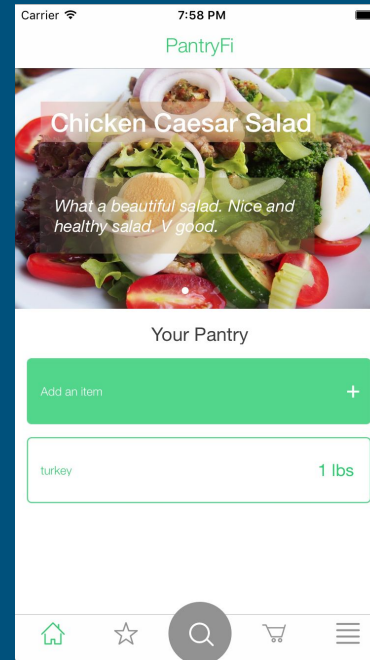 Carrier 7:58 PM
PantryFi
Chicken Caesar Salad
What a beautiful salad. Nice and
healthy salad. V good.
Your Pantry
Add an item +
turkey 1 lbs